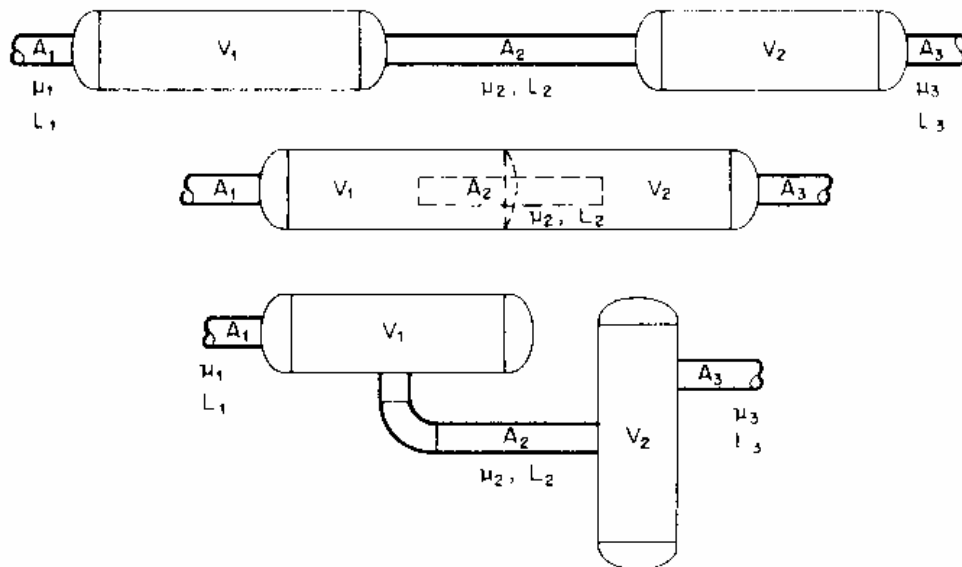 A₁ V₁ A₂ V₂ A₃
μ₁ μ₂, L₂ μ₃
L₁ L₃
A₁ V₁ A₂ V₂ A₃
μ₂, L₂
A₁ V₁
μ₁ A₃
L₁ μ₃
A₂ V₂ L₃
μ₂, L₂